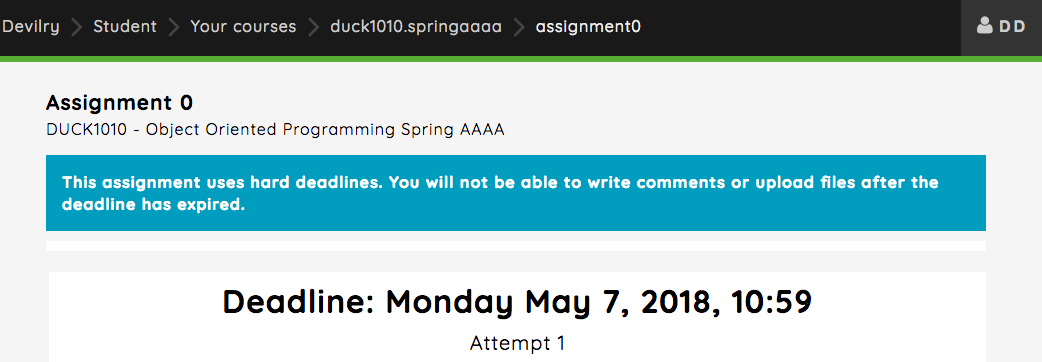 Devilry Student Your courses duck1010.springaaaa assignment0 DD
Assignment 0
DUCK1010 - Object Oriented Programming Spring AAAA
This assignment uses hard deadlines. You will not be able to write comments or upload files after the
deadline has expired.
Deadline: Monday May 7, 2018, 10:59
Attempt 1